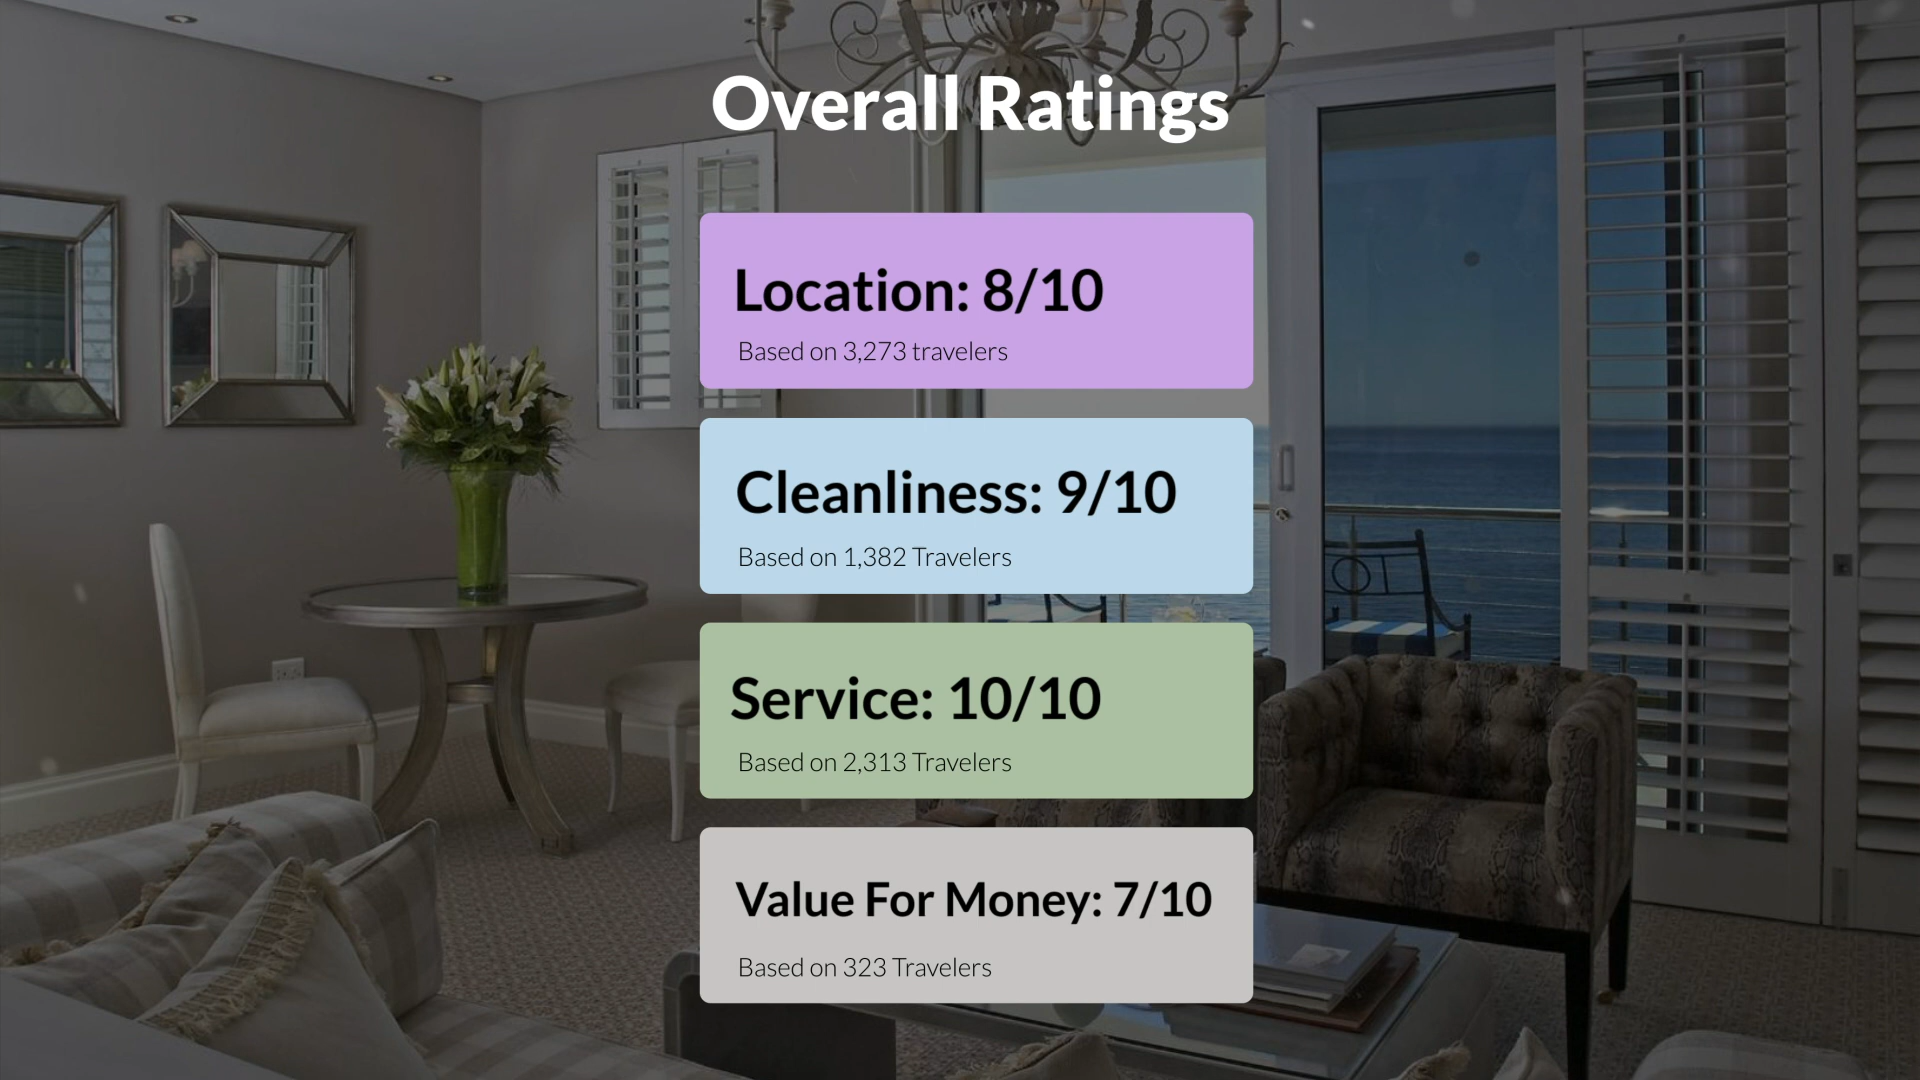 Overall Ratings
Location: 8/10
Based on 3,273 travelers
Cleanliness: 9/10
Based on 1,382 Travelers
Service: 10/10
Based on 2,313 Travelers
Value For Money: 7/10
Based on 323 Travelers